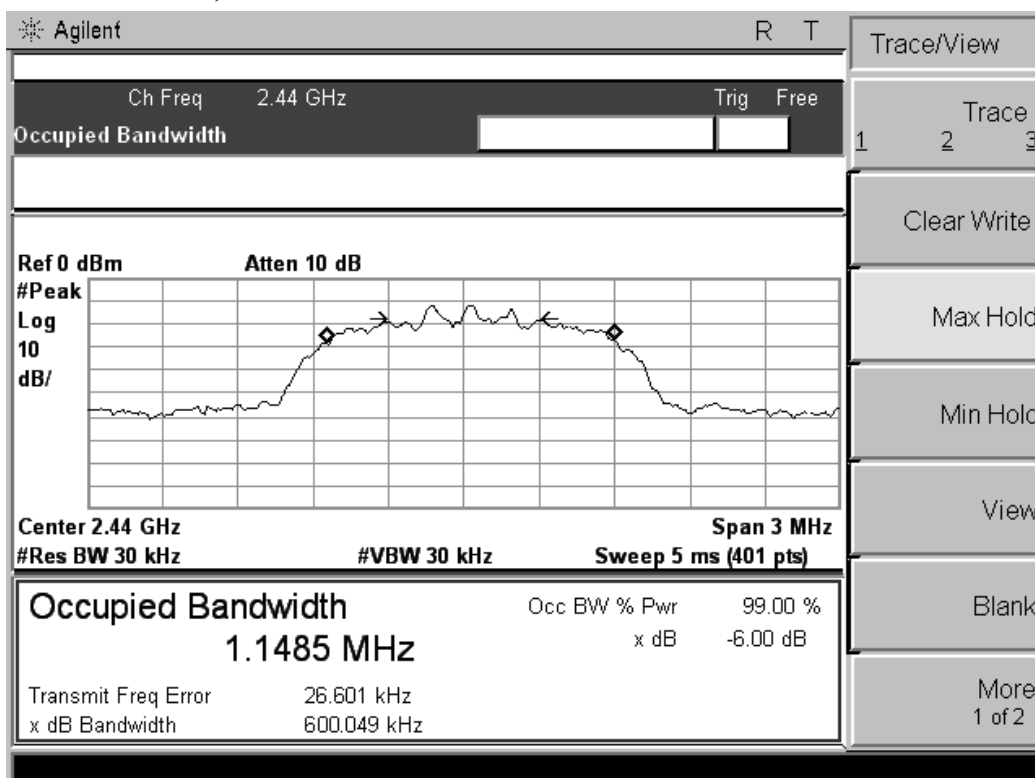 Agilent R T
Trace/View
Ch Freq 2.44 GHz Trig Free
Occupied Bandwidth
Trace
1 2 3
Clear Write
Ref 0 dBm Atten 10 dB
#Peak
Log
10
dB/
Max Hold
Min Hold
View
Center 2.44 GHz Span 3 MHz
#Res BW 30 kHz #VBW 30 kHz Sweep 5 ms (401 pts)
Occupied Bandwidth
1.1485 MHz
Occ BW % Pwr 99.00 %
x dB -6.00 dB
Transmit Freq Error 26.601 kHz
x dB Bandwidth 600.049 kHz
Blank
More
1 of 2